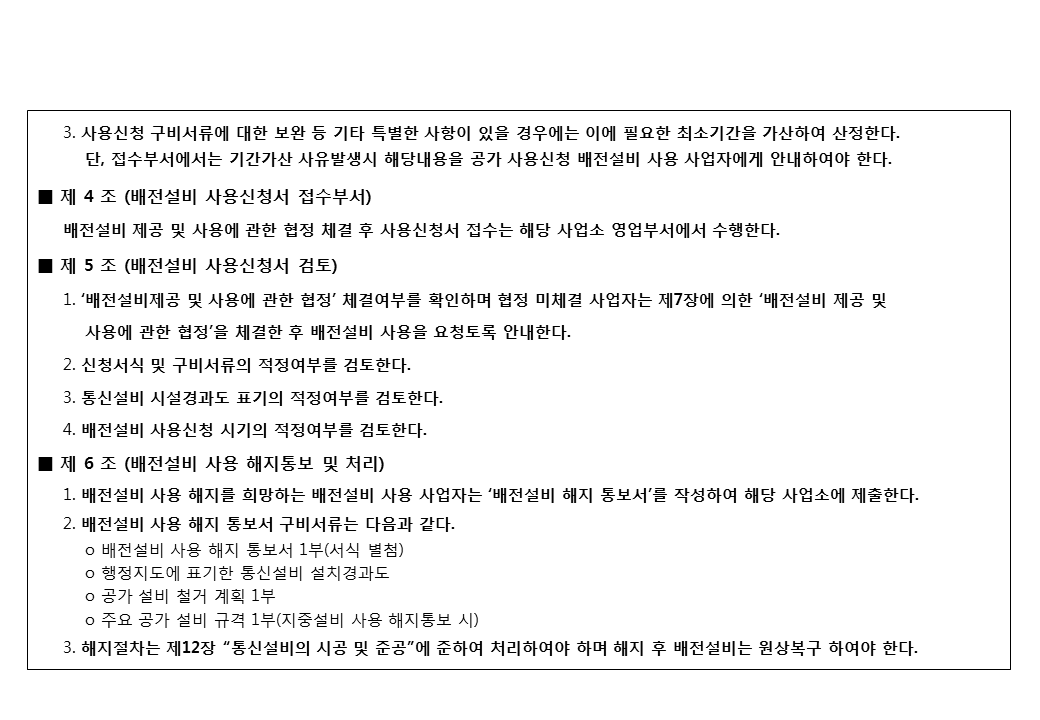 3. 사용신청 구비서류에 대한 보완 등 기타 특별한 사항이 있을 경우에는 이에 필요한 최소기간을 가산하여 산정한다.
단, 접수부서에서는 기간가산 사유발생시 해당내용을 공가 사용신청 배전설비 사용 사업자에게 안내하여야 한다.
■ 제 4 조 (배전설비 사용신청서 접수부서)
배전설비 제공 및 사용에 관한 협정 체결 후 사용신청서 접수는 해당 사업소 영업부서에서 수행한다.
■ 제 5 조 (배전설비 사용신청서 검토)
1. ‘배전설비제공 및 사용에 관한 협정’ 체결여부를 확인하며 협정 미체결 사업자는 제7장에 의한 ‘배전설비 제공 및
사용에 관한 협정’을 체결한 후 배전설비 사용을 요청토록 안내한다.
2. 신청서식 및 구비서류의 적정여부를 검토한다.
3. 통신설비 시설경과도 표기의 적정여부를 검토한다.
4. 배전설비 사용신청 시기의 적정여부를 검토한다.
■ 제 6 조 (배전설비 사용 해지통보 및 처리)
1. 배전설비 사용 해지를 희망하는 배전설비 사용 사업자는 ‘배전설비 해지 통보서’를 작성하여 해당 사업소에 제출한다.
2. 배전설비 사용 해지 통보서 구비서류는 다음과 같다.
ο 배전설비 사용 해지 통보서 1부(서식 별첨)
ο 행정지도에 표기한 통신설비 설치경과도
ο 공가 설비 철거 계획 1부
ο 주요 공가 설비 규격 1부(지중설비 사용 해지통보 시)
3. 해지절차는 제12장 “통신설비의 시공 및 준공”에 준하여 처리하여야 하며 해지 후 배전설비는 원상복구 하여야 한다.